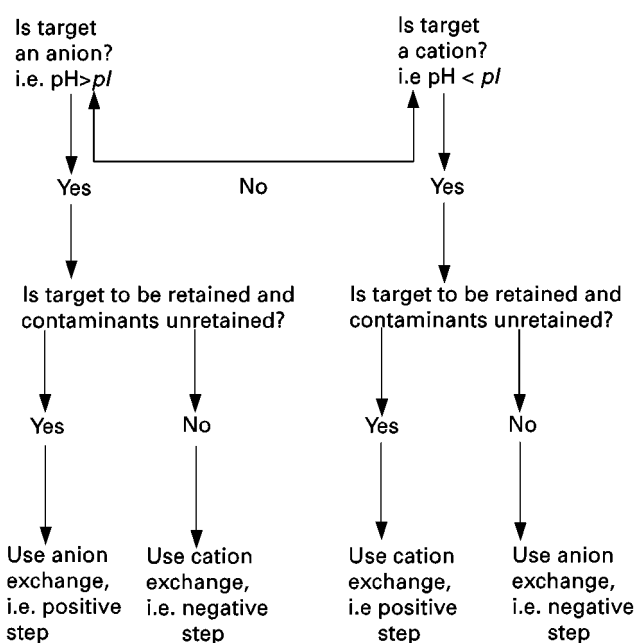 Is target
an anion?
i.e. pH>pI
Is target
a cation?
i.e pH < pI
Yes
No
Yes
Is target to be retained and
contaminants unretained?
Is target to be retained and
contaminants unretained?
Yes
No
Yes
No
Use anion
exchange,
i.e. positive
step
Use cation
exchange,
i.e. negative
step
Use cation
exchange,
i.e positive
step
Use anion
exchange,
i.e. negative
step